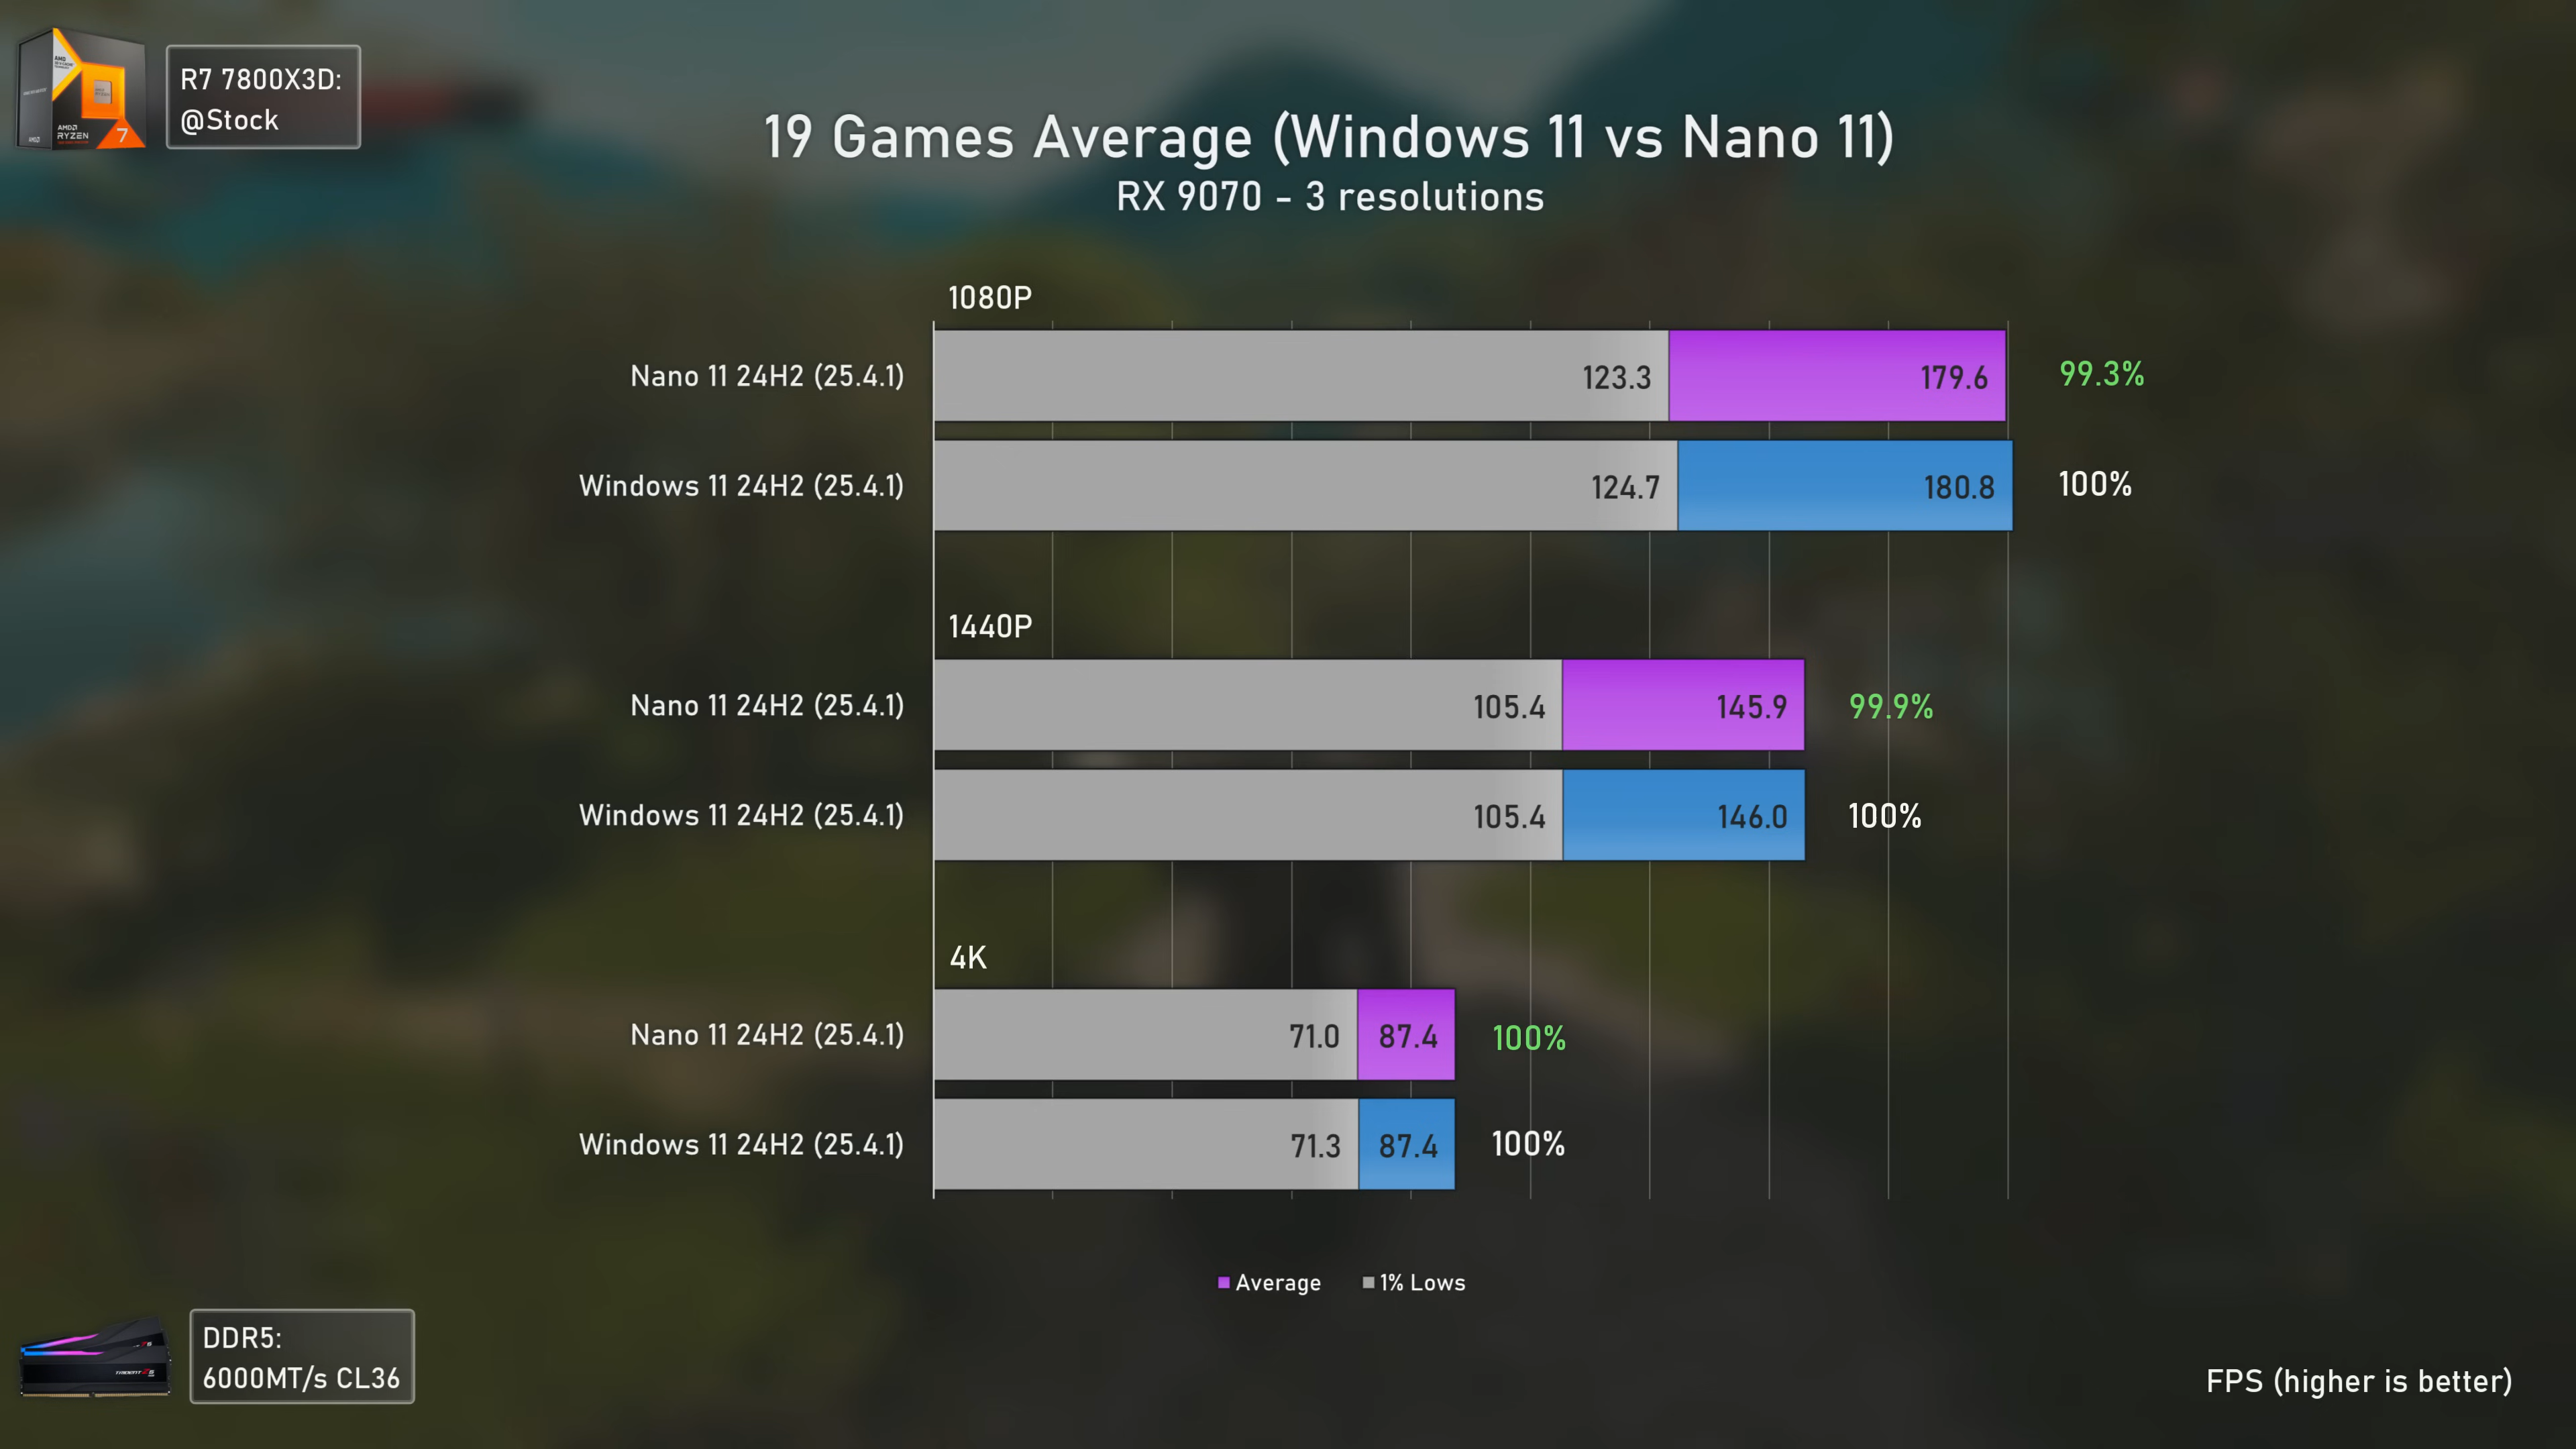 AMD
RYZEN
7
R7 7800X3D:
@Stock
19 Games Average (Windows 11 vs Nano 11)
RX 9070 - 3 resolutions
1080P
Nano 11 24H2 (25.4.1)
123.3
179.6
99.3%
Windows 11 24H2 (25.4.1)
124.7
180.8
100%
1440P
Nano 11 24H2 (25.4.1)
105.4
145.9
99.9%
Windows 11 24H2 (25.4.1)
105.4
146.0
100%
4K
Nano 11 24H2 (25.4.1)
71.0
87.4
100%
Windows 11 24H2 (25.4.1)
71.3
87.4
100%
Average
1% Lows
DDR5:
6000MT/s CL36
FPS (higher is better)